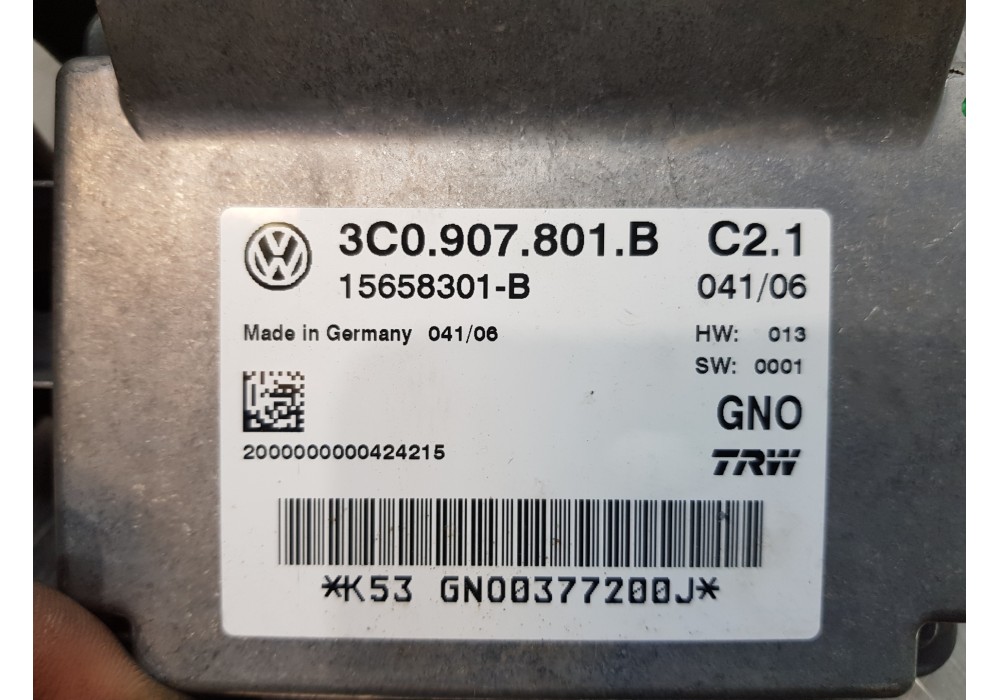 3C0.907.801.B C2.1
15658301-B 041/06
Made in Germany 041/06 HW: 013
SW: 0001
GNO
2000000000424215 TRW
*K53 GNO0377200J*